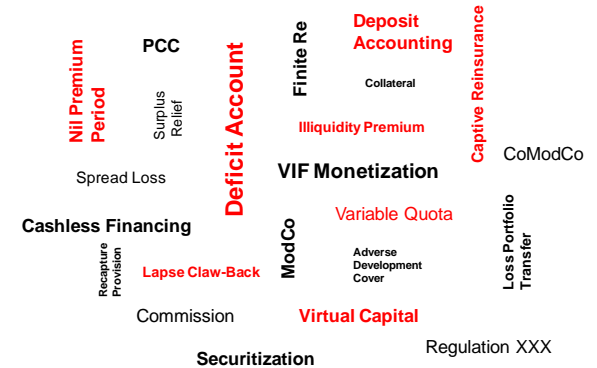 Nil Premium
Period
PCC
Surplus
Relief
Deficit Account
Finite Re
Deposit
Accounting
Collateral
Captive Reinsurance
Illiquidity Premium
CoModCo
Spread Loss
VIF Monetization
Cashless Financing
Variable Quota
Loss Portfolio
Transfer
Recapture
Provision
Lapse Claw-Back
ModCo
Adverse
Development
Cover
Commission
Virtual Capital
Securitization
Regulation XXX